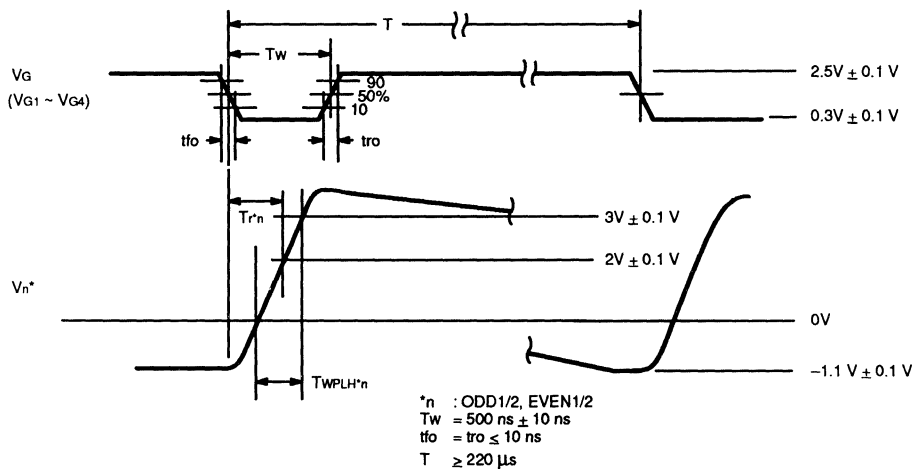 T
Tw
VG
(VG1 ~ VG4)
90
50%
10
2.5V ± 0.1 V
0.3V ± 0.1 V
tfo
tro
Tr*n
3V ± 0.1 V
2V ± 0.1 V
Vn*
0V
−1.1 V ± 0.1 V
TWPLH*n
*n : ODD1/2, EVEN1/2
Tw = 500 ns ± 10 ns
tfo = tro ≤ 10 ns
T ≥ 220 µs